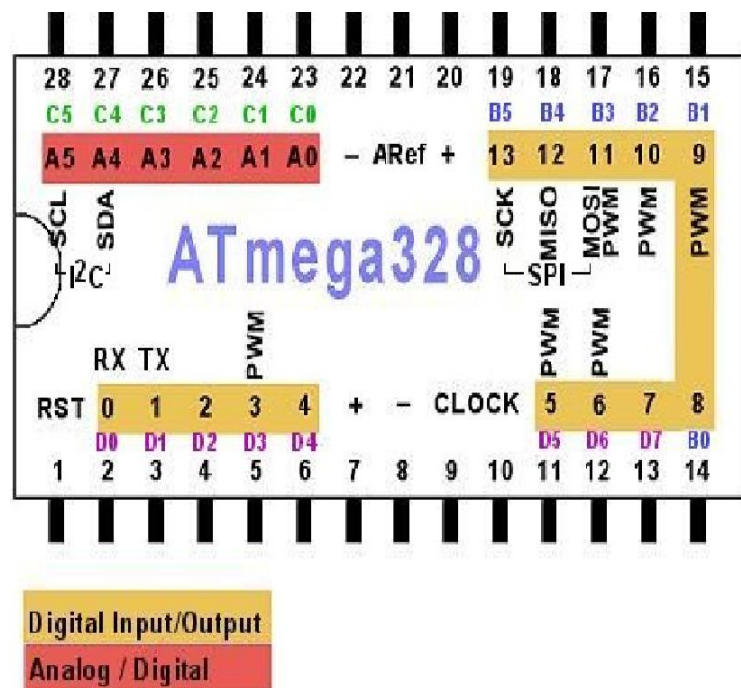 28 27 26 25 24 23 22 21 20 19 18 17 16 15
C5 C4 C3 C2 C1 C0 B5 B4 B3 B2 B1
A5 A4 A3 A2 A1 A0 - ARef + 13 12 11 10 9
SCL SDA SCK MISO MOSI PWM PWM PWM
I²C ATmega328 SPI
RX TX PWM PWM PWM
RST 0 1 2 3 4 + - CLOCK 5 6 7 8
D0 D1 D2 D3 D4 D5 D6 D7 B0
1 2 3 4 5 6 7 8 9 10 11 12 13 14
Digital Input/Output
Analog / Digital